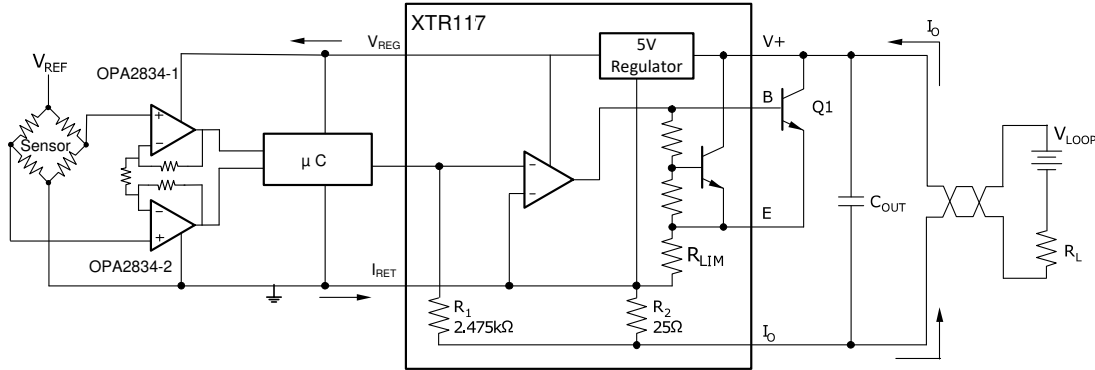 XTR117
I_O
V_REG
5V
Regulator
V+
V_REF
OPA2834-1
B
Q1
Sensor
+
−
μ C
−
−
V_LOOP
−
+
E
C_OUT
R_LIM
R_L
OPA2834-2
I_RET
R_1
2.475kΩ
R_2
25Ω
I_O